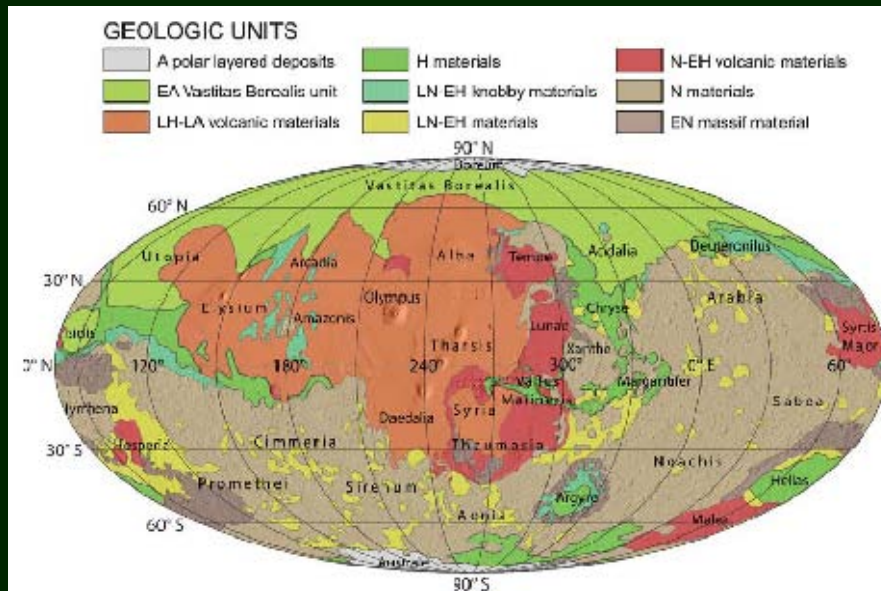 GEOLOGIC UNITS
A polar layered deposits
H materials
N-EH volcanic materials
EA Vastitas Borealis unit
LN-EH knobby materials
N materials
LH-LA volcanic materials
LN-EH materials
EN massif material
90° N
Boreum
Vastitas Borealis
60° N
Utopia
Arcadia
Alba
Tempe
Acidalia
Deuteronilus
30° N
Elysium
Olympus
Arabia
Amazonis
Chryse
Lunae
Syrtis
Major
Tharsis
Xanthe
0° N
120°
180°
240°
300°
0° E
60°
Valles
Marineris
Margaritifer
Daedalia
Syria
Sabea
Hesperia
Cimmeria
Thaumasia
30° S
Noachis
Promethei
Sirenum
Hellas
Argyre
Aonia
Malea
60° S
Australe
90° S